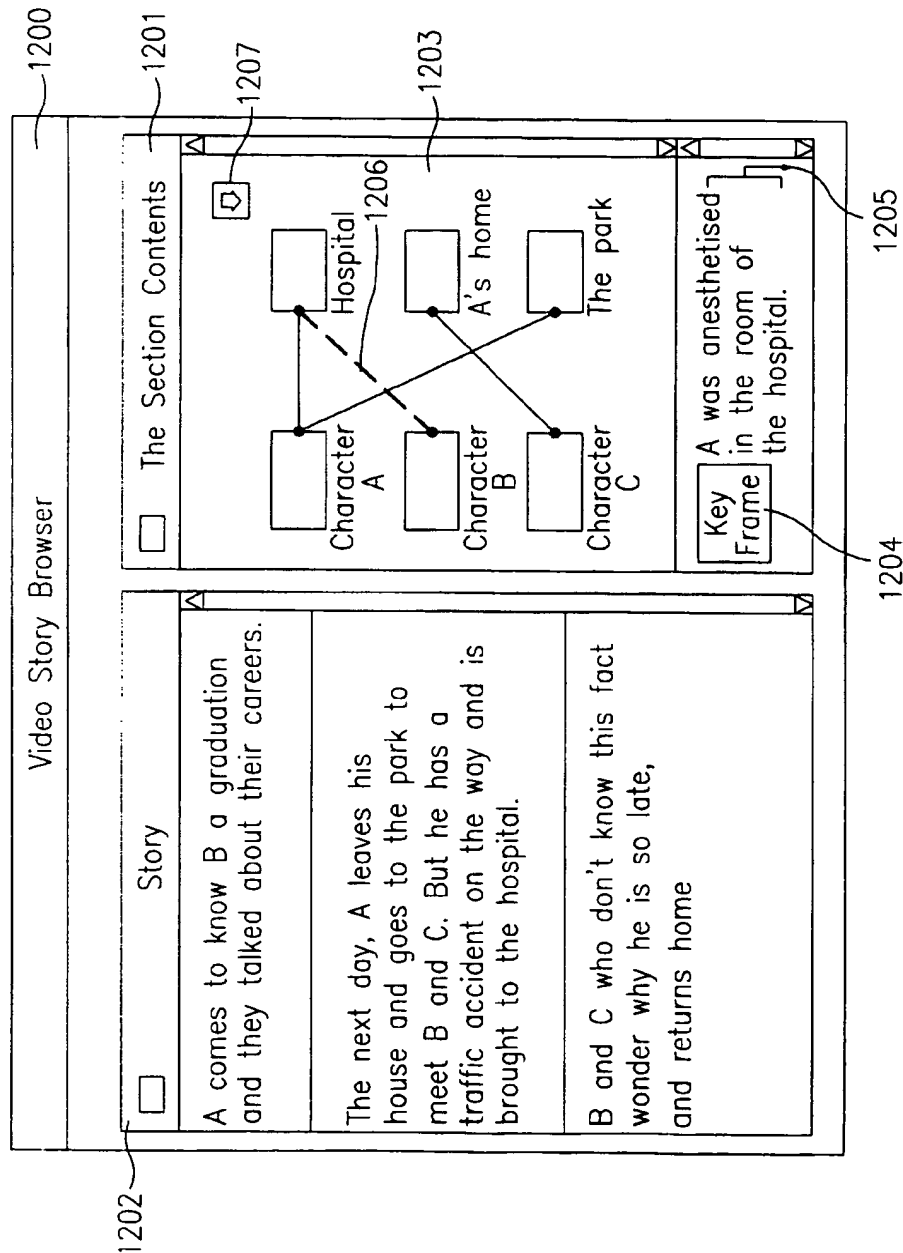 Video Story Browser
1200
1202
Story
A comes to know B a graduation
and they talked about their careers.
The next day, A leaves his
house and goes to the park to
meet B and C. But he has a
traffic accident on the way and is
brought to the hospital.
B and C who don't know this fact
wonder why he is so late,
and returns home
The Section Contents
1201
1207
Character
A
Hospital
1206
1203
Character
B
A's home
Character
C
The park
Key
Frame
A was anesthetised
in the room of
the hospital.
1204
1205